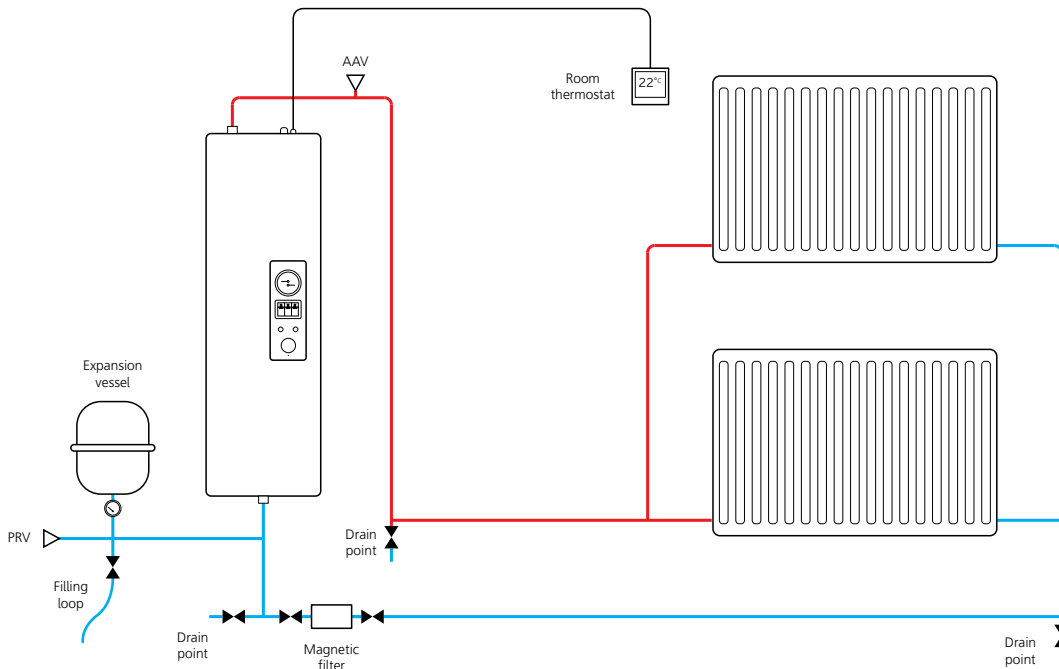 AAV
Room
thermostat
22°C
Expansion
vessel
PRV
Drain
point
Filling
loop
Drain
point
Magnetic
filter
Drain
point